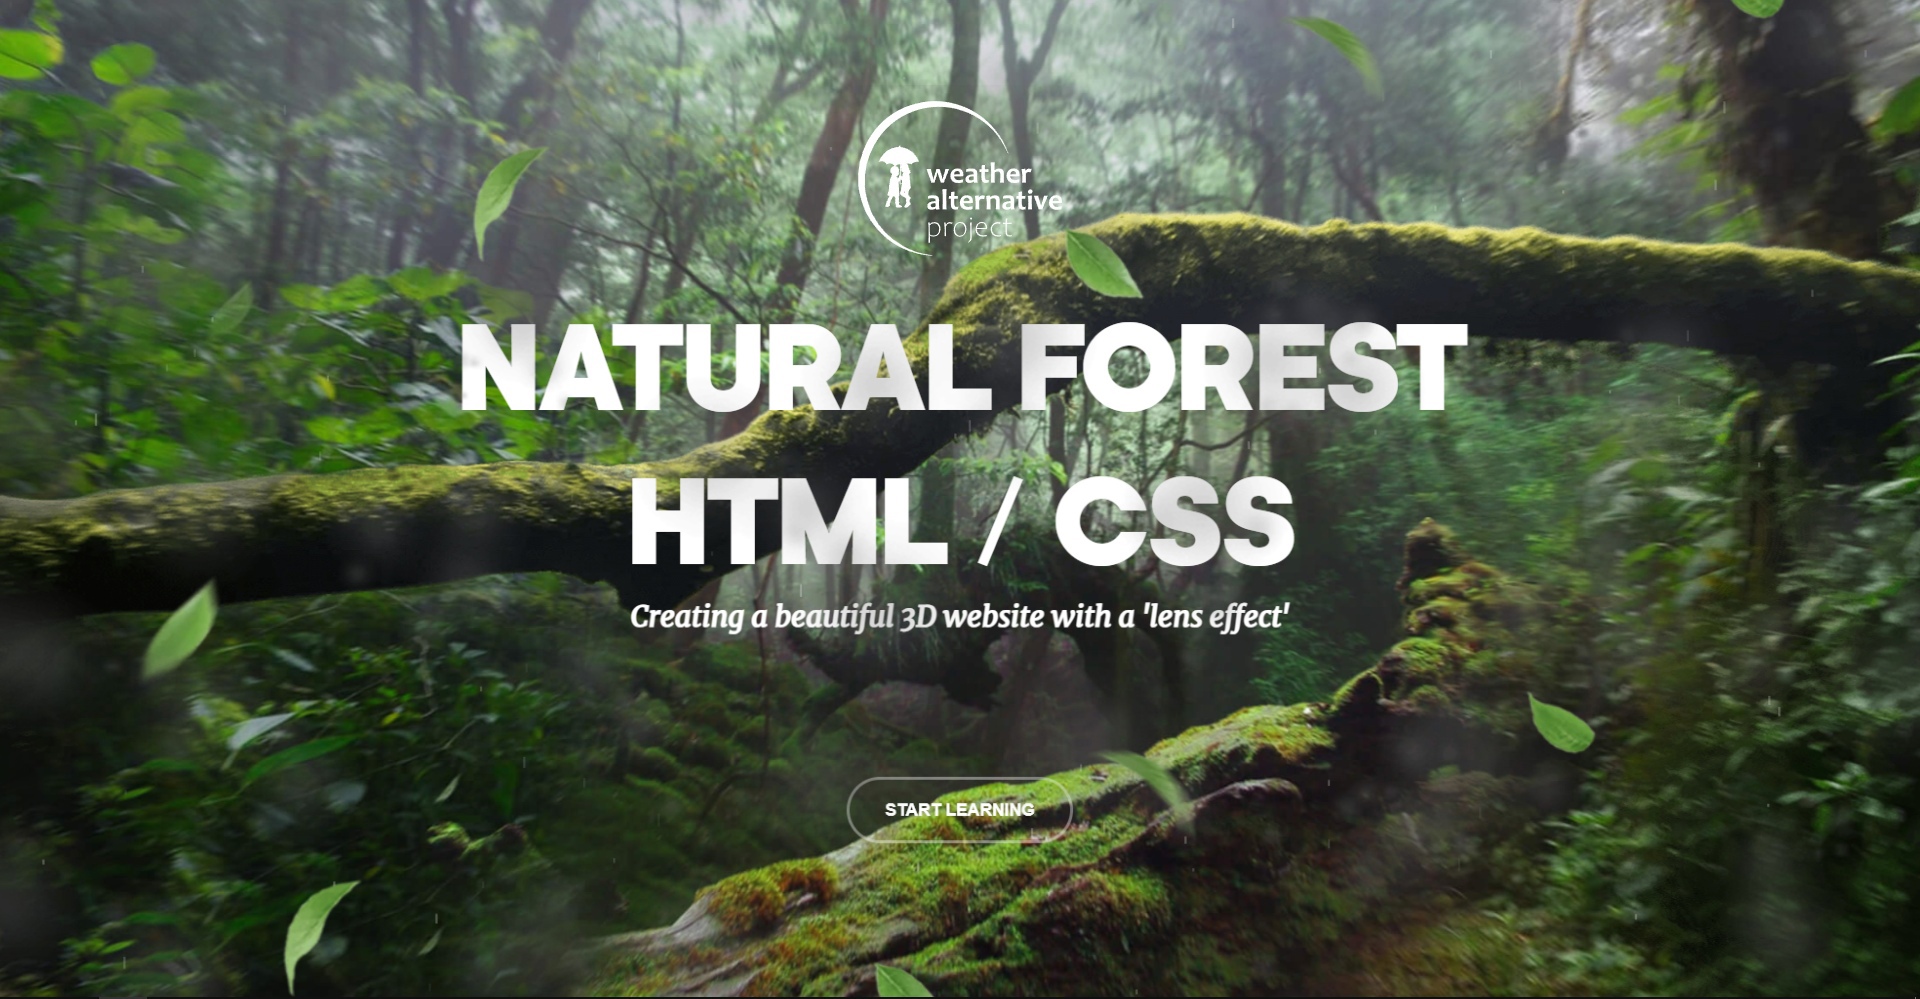 weather
alternative
project
NATURAL FOREST
HTML / CSS
Creating a beautiful 3D website with a 'lens effect'
START LEARNING